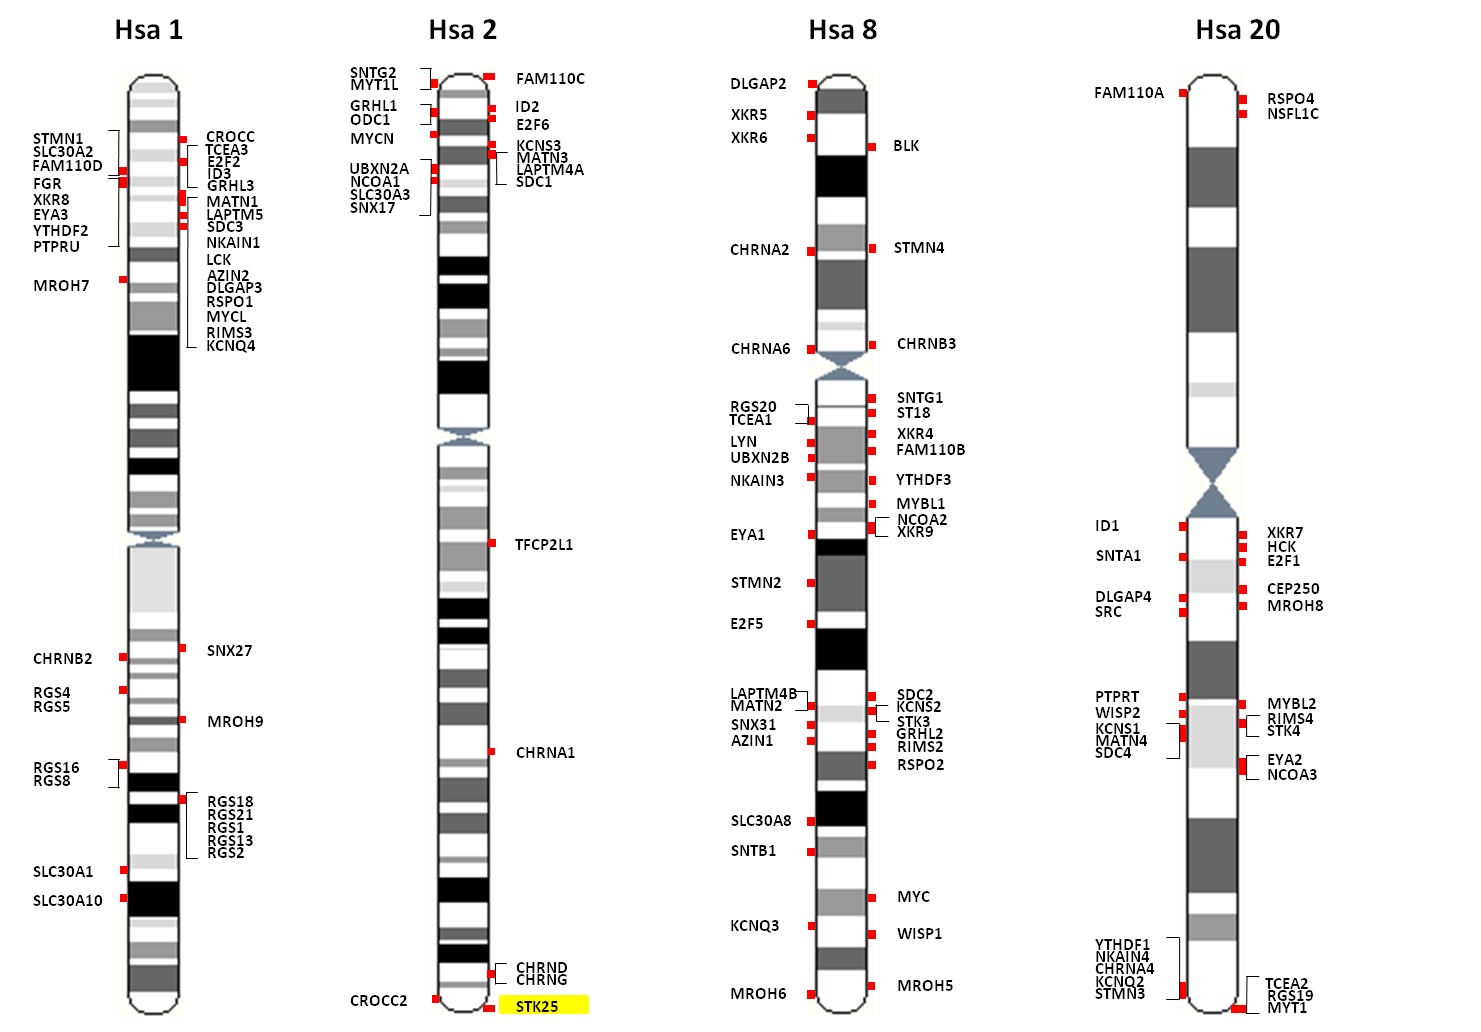 Hsa 1
Hsa 2
Hsa 8
Hsa 20
STMN1
SLC30A2
FAM110D
FGR
XKR8
EYA3
YTHDF2
PTPRU
MROH7
CHRNB2
RGS4
RGS5
RGS16
RGS8
SLC30A1
SLC30A10
CROCC
TCEA3
E2F2
ID3
GRHL3
MATN1
LAPTM5
SDC3
NKAIN1
LCK
AZIN2
DLGAP3
RSPO1
MYCL
RIMS3
KCNQ4
SNX27
MROH9
RGS18
RGS21
RGS1
RGS13
RGS2
SNTG2
MYT1L
GRHL1
ODC1
MYCN
UBXN2A
NCOA1
SLC30A3
SNX17
CROCC2
FAM110C
ID2
E2F6
KCNS3
MATN3
LAPTM4A
SDC1
TFCP2L1
CHRNA1
CHRND
CHRNG
STK25
DLGAP2
XKR5
XKR6
CHRNA2
CHRNA6
RGS20
TCEA1
LYN
UBXN2B
NKAIN3
EYA1
STMN2
E2F5
LAPTM4B
MATN2
SNX31
AZIN1
SLC30A8
SNTB1
KCNQ3
MROH6
BLK
STMN4
CHRNB3
SNTG1
ST18
XKR4
FAM110B
YTHDF3
MYBL1
NCOA2
XKR9
SDC2
KCNS2
STK3
GRHL2
RIMS2
RSPO2
MYC
WISP1
MROH5
FAM110A
ID1
SNTA1
DLGAP4
SRC
PTPRT
WISP2
KCNS1
MATN4
SDC4
YTHDF1
NKAIN4
CHRNA4
KCNQ2
STMN3
RSPO4
NSFL1C
XKR7
HCK
E2F1
CEP250
MROH8
MYBL2
RIMS4
STK4
EYA2
NCOA3
TCEA2
RGS19
MYT1